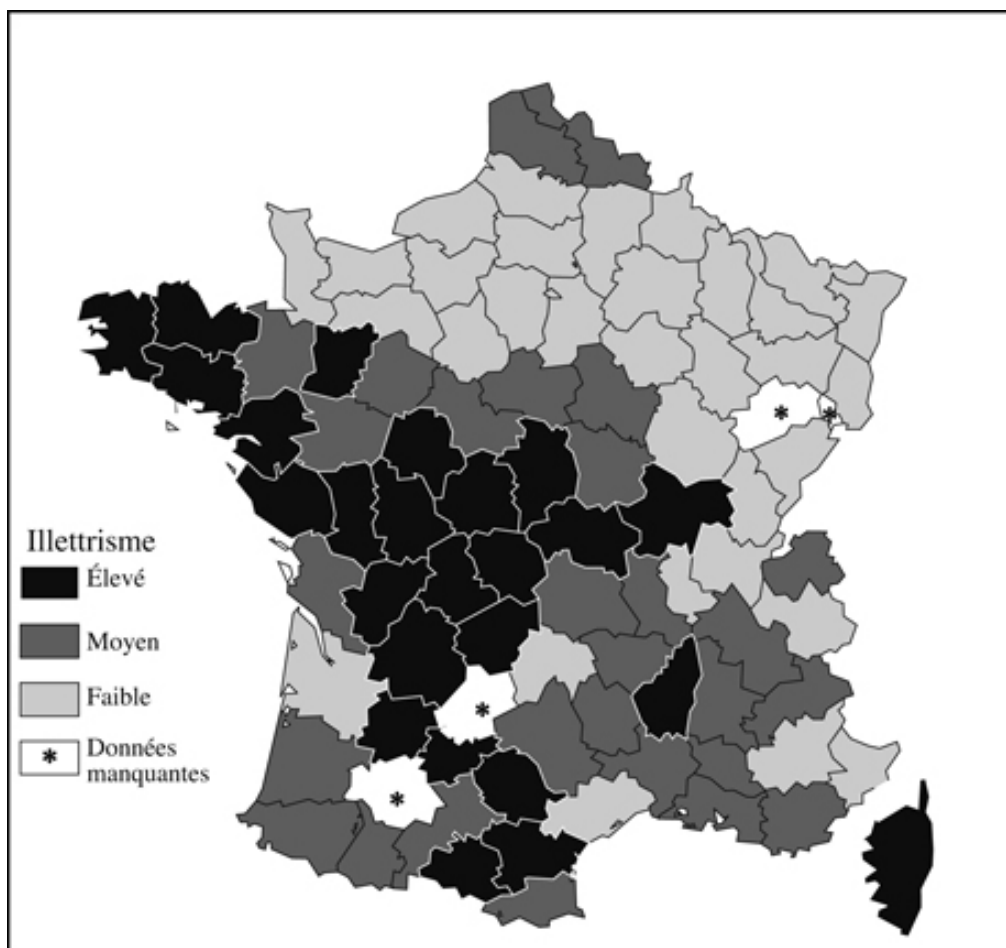 Illettrisme
Élevé
Moyen
Faible
* Données
manquantes
*
*
*
*